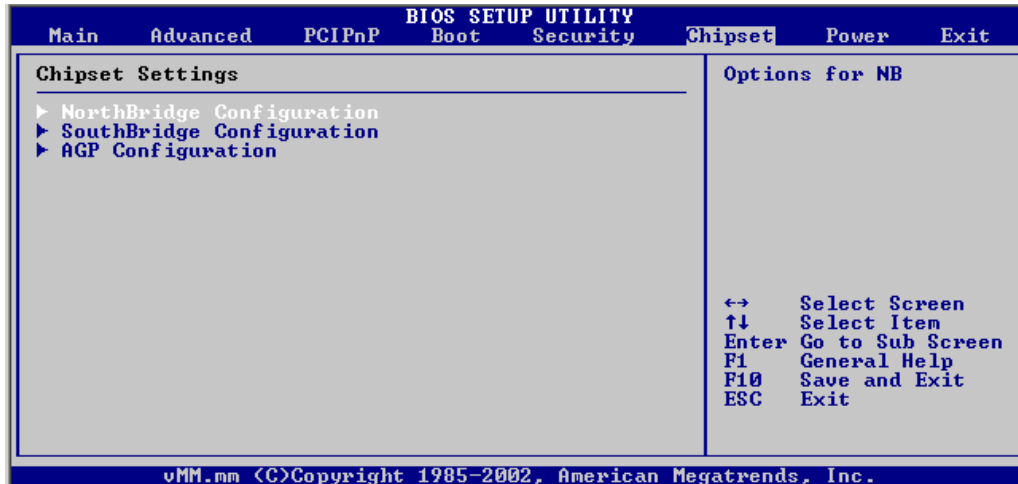 BIOS SETUP UTILITY
Main Advanced PCIPnP Boot Security Chipset Power Exit
Chipset Settings
► NorthBridge Configuration
► SouthBridge Configuration
► AGP Configuration
Options for NB
←→ Select Screen
↑↓ Select Item
Enter Go to Sub Screen
F1 General Help
F10 Save and Exit
ESC Exit
vMM.mm (C)Copyright 1985-2002, American Megatrends, Inc.